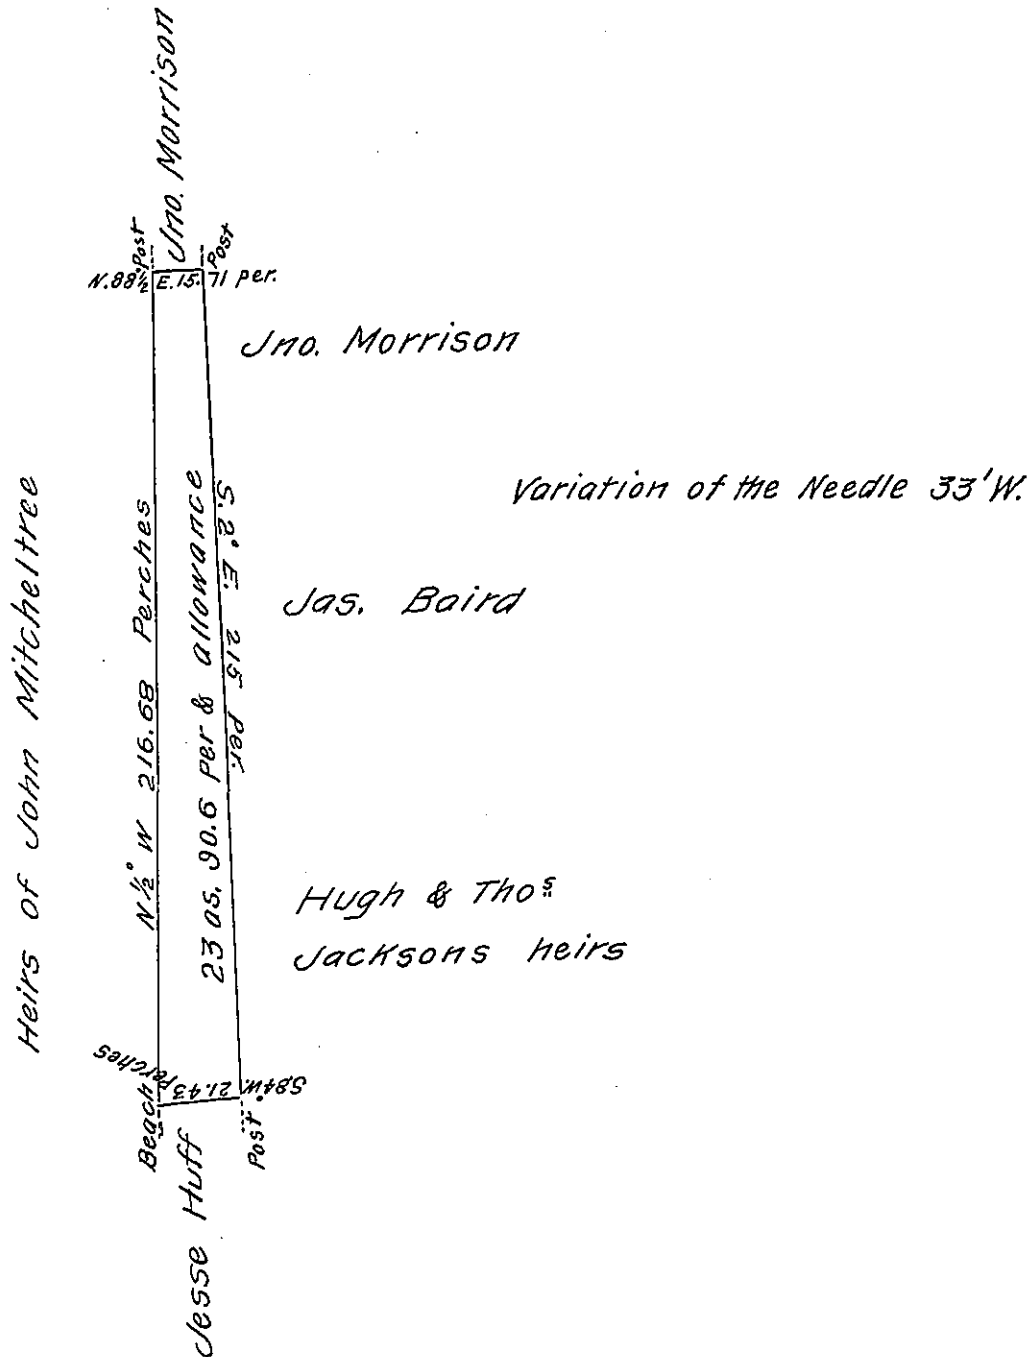 Jno. Morrison
Post
Post
N.88½° E.15.71 per.
Jno. Morrison
Variation of the Needle 33'W.
Heirs of John Mitcheltree
N ½° W 216.68 Perches
23 as. 90.6 per & allowance
S.2° E. 215 per.
Jas. Baird
Hugh & Thos
Jacksons heirs
S.84°W. 21.43
Perches
Beach
Post
Jesse Huff